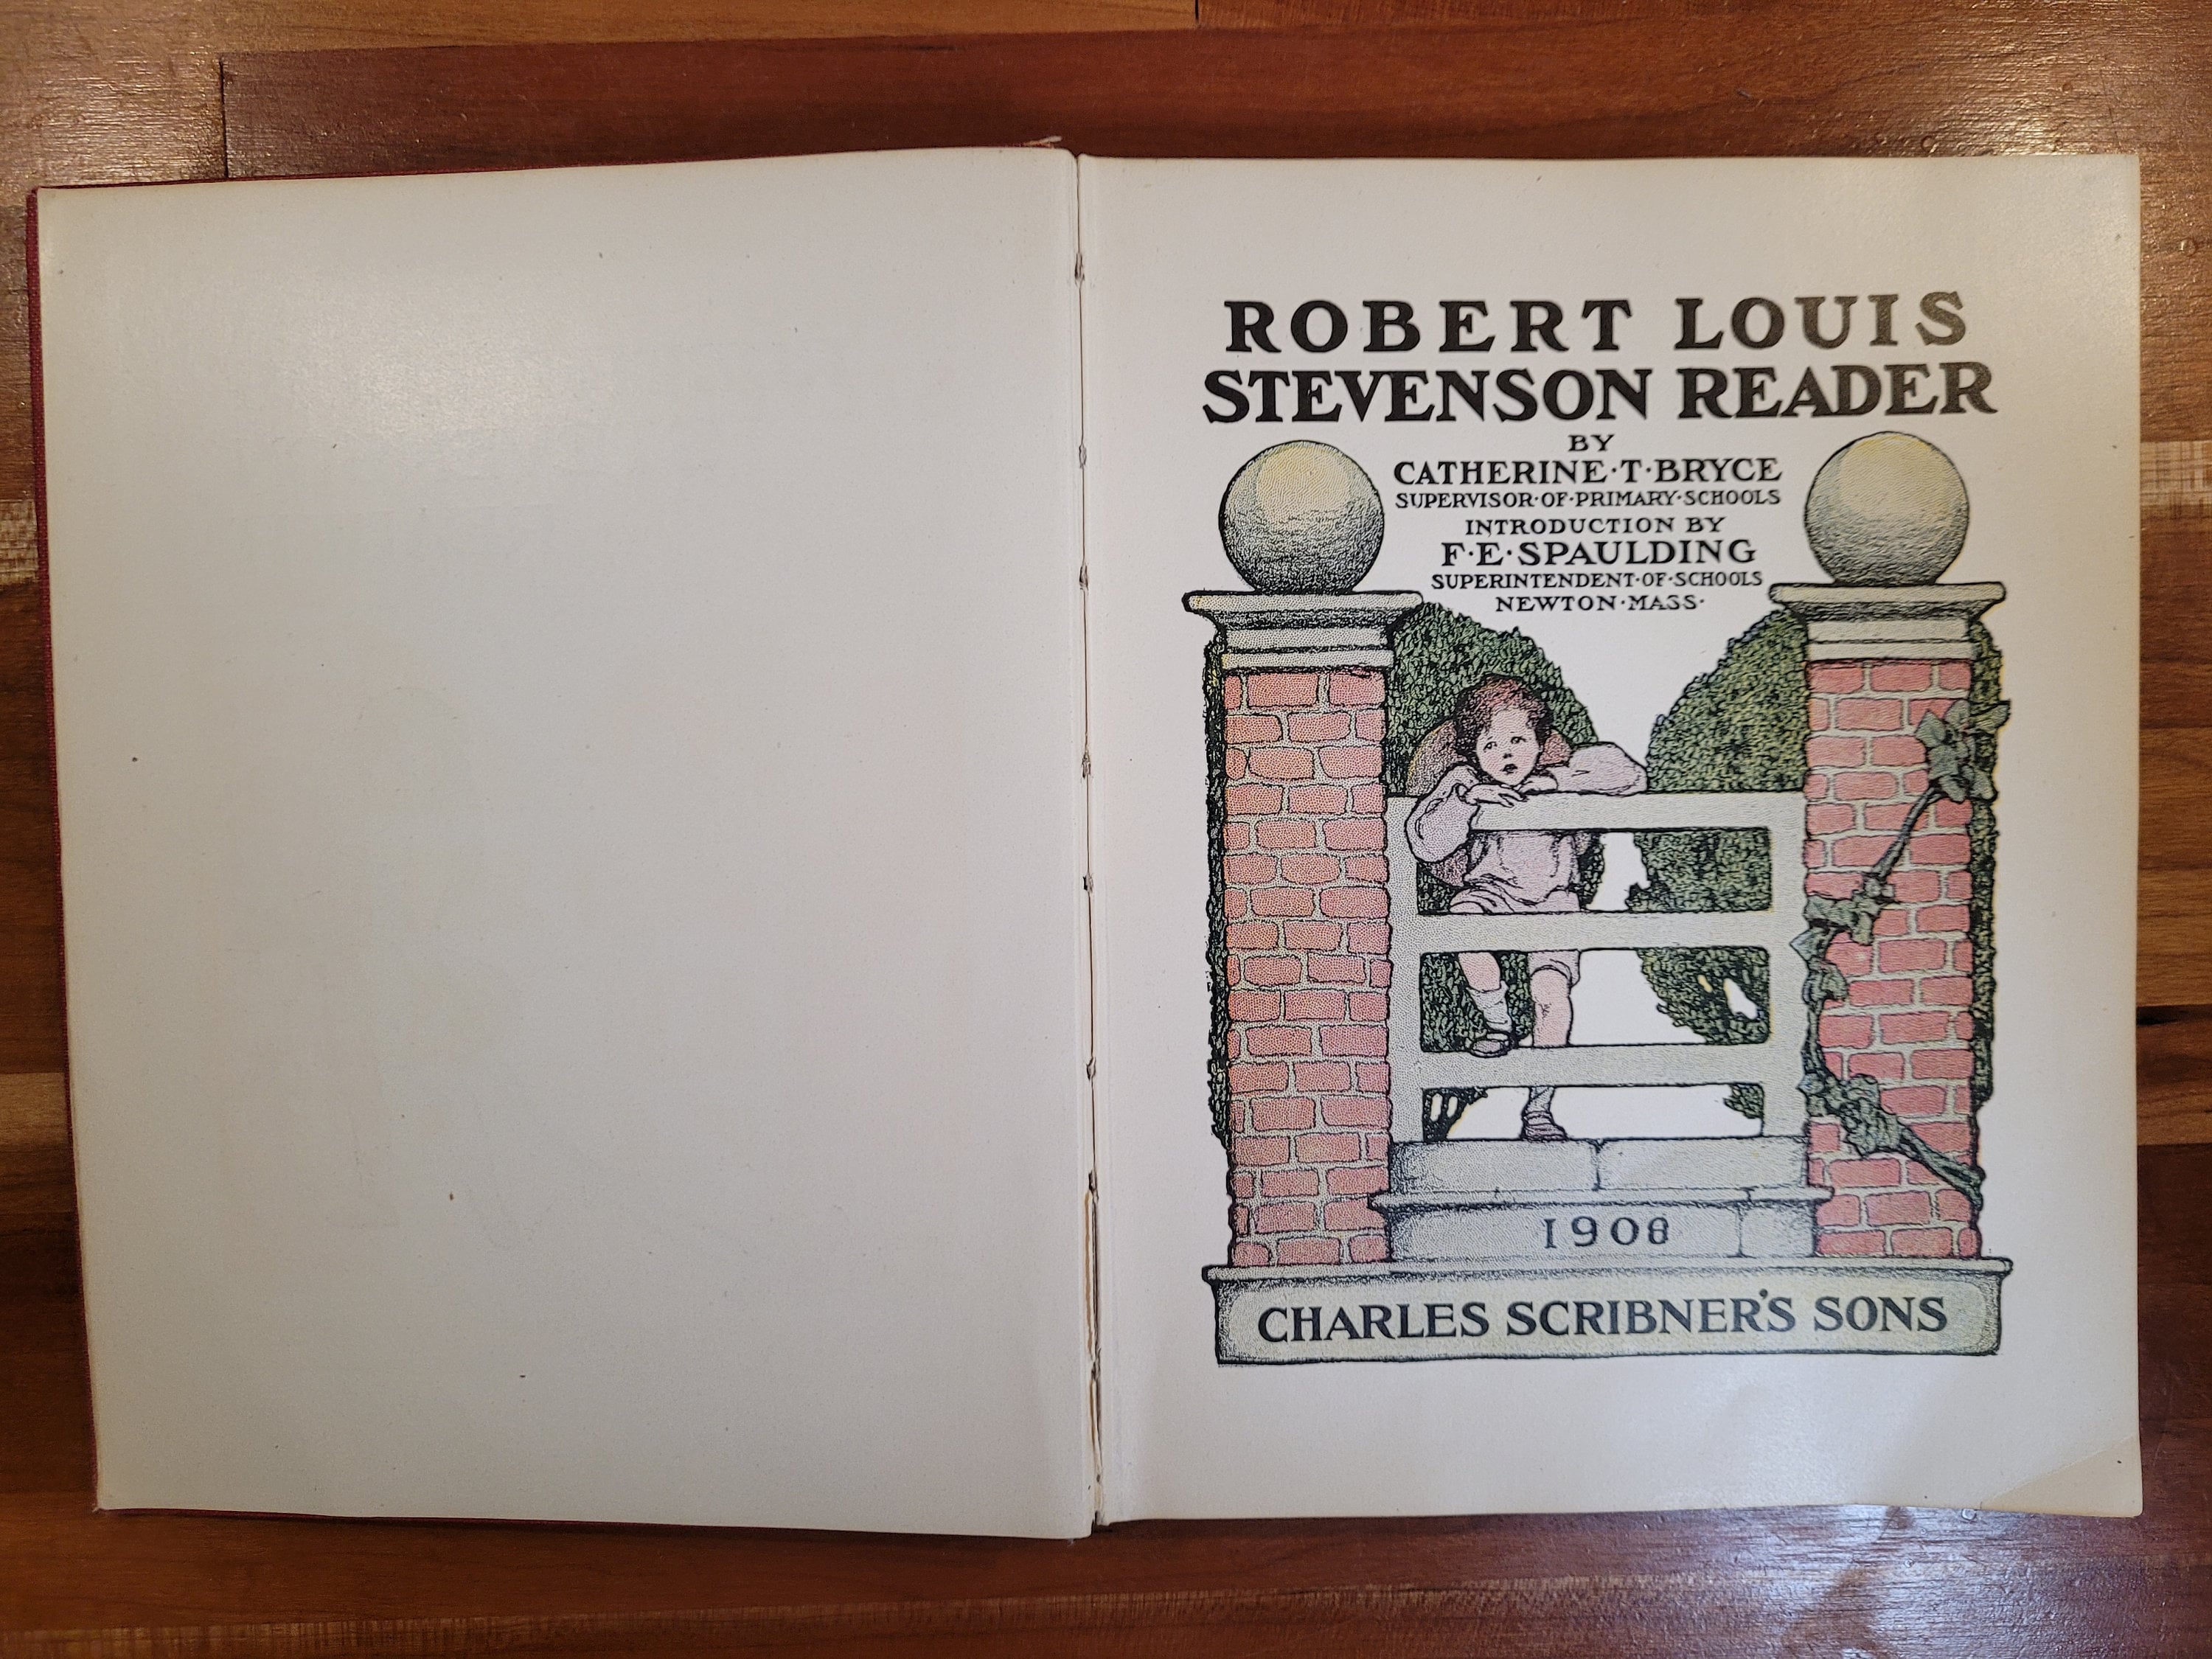 ROBERT LOUIS
STEVENSON READER
BY
CATHERINE·T·BRYCE
SUPERVISOR·OF·PRIMARY·SCHOOLS
INTRODUCTION BY
F·E·SPAULDING
SUPERINTENDENT·OF·SCHOOLS
NEWTON·MASS·
1908
CHARLES SCRIBNER'S SONS